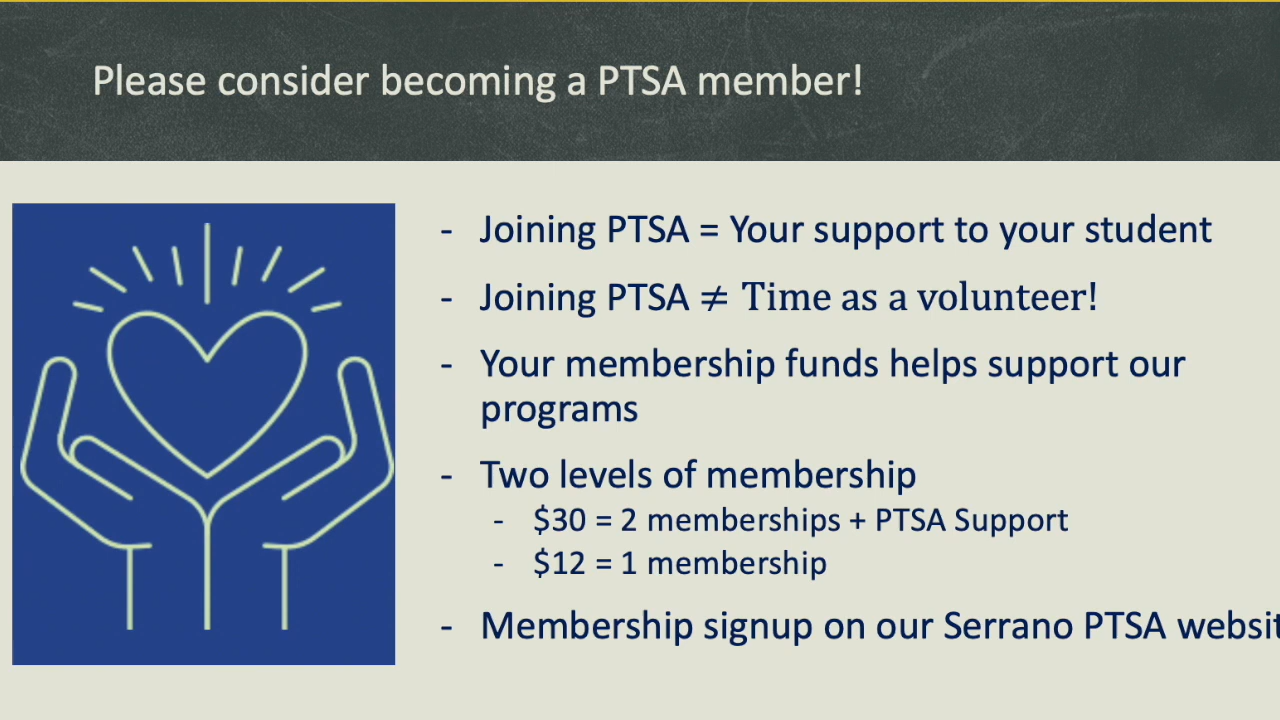 Please consider becoming a PTSA member!
- Joining PTSA = Your support to your student
- Joining PTSA ≠ Time as a volunteer!
- Your membership funds helps support our
programs
- Two levels of membership
- $30 = 2 memberships + PTSA Support
- $12 = 1 membership
- Membership signup on our Serrano PTSA websit